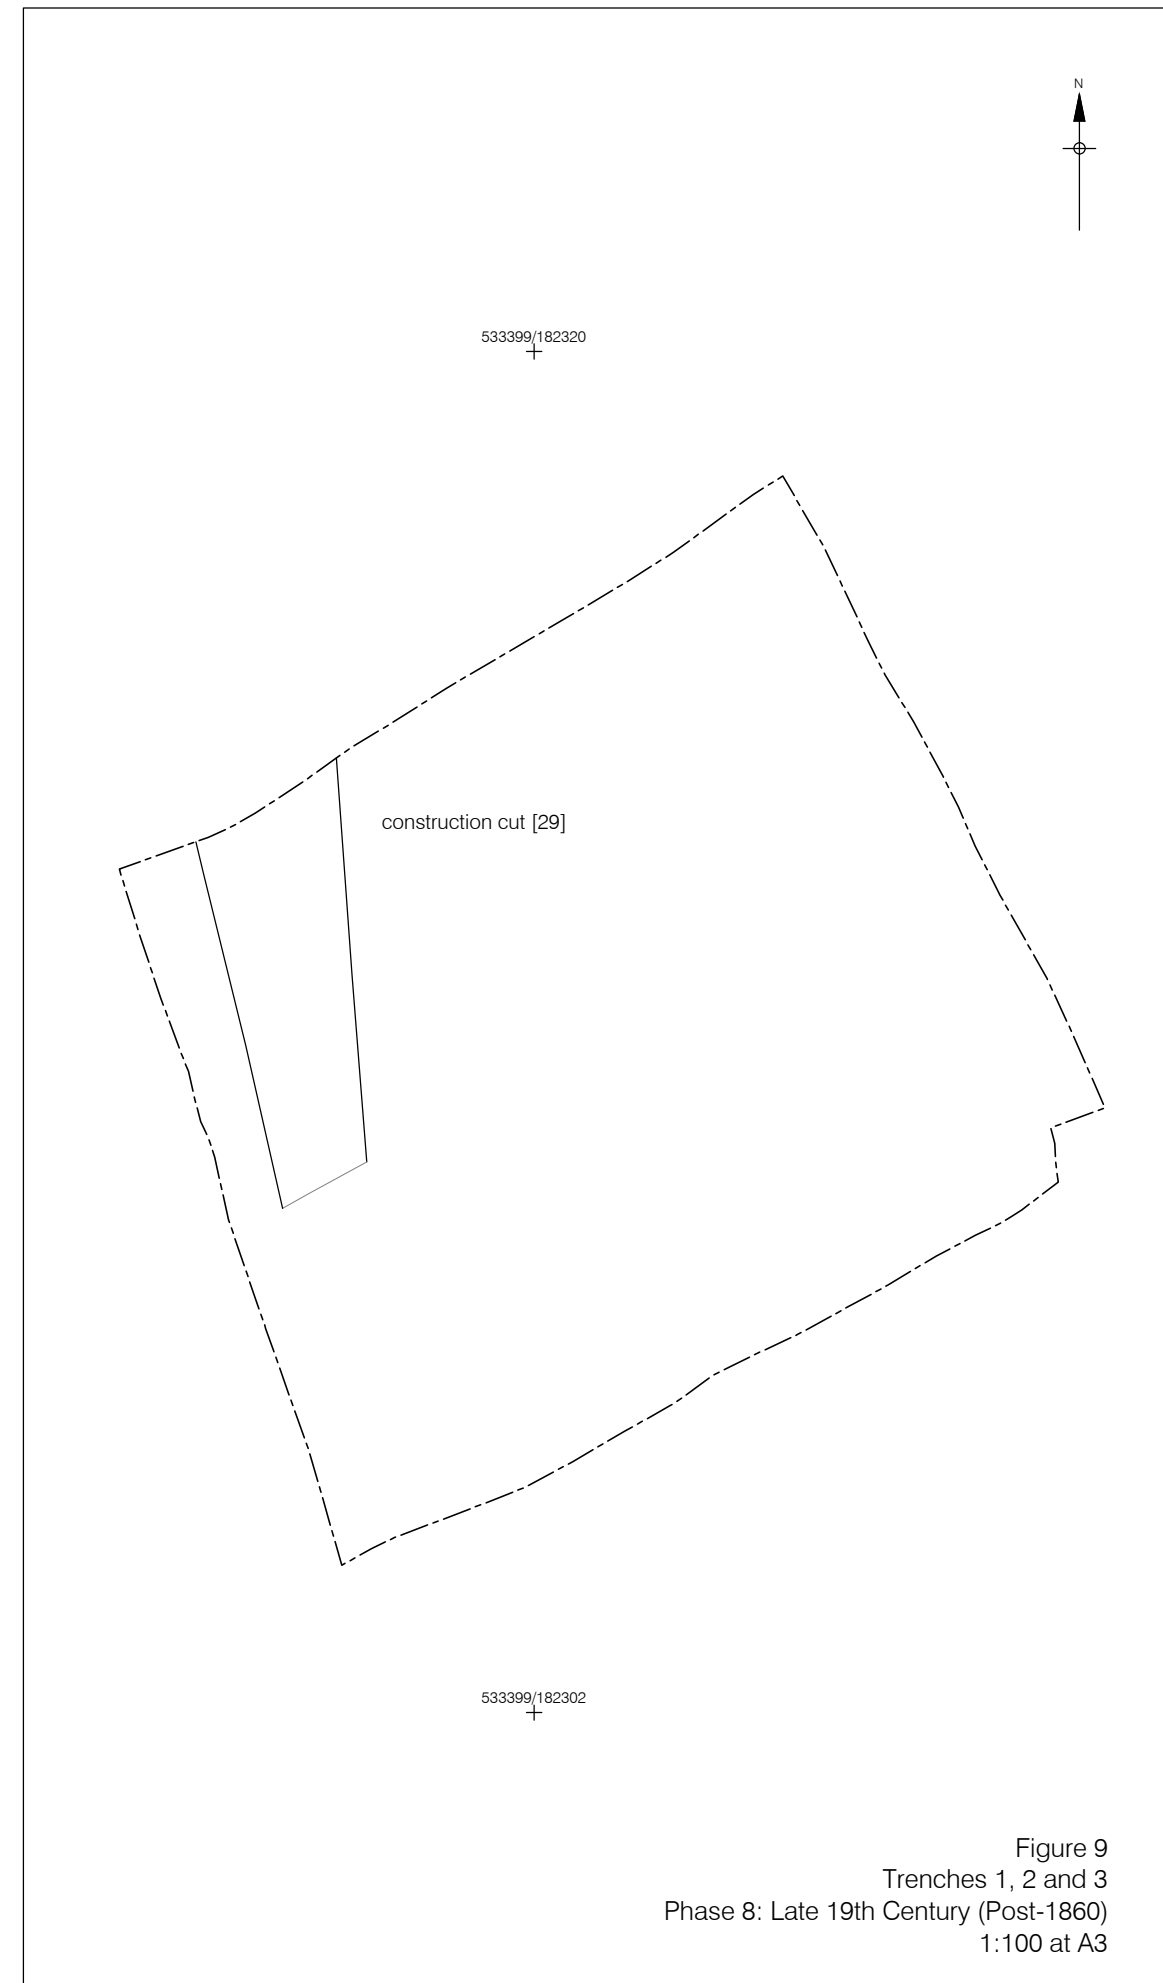 N
533399/182320
construction cut [29]
533399/182302
Figure 9
Trenches 1, 2 and 3
Phase 8: Late 19th Century (Post-1860)
1:100 at A3